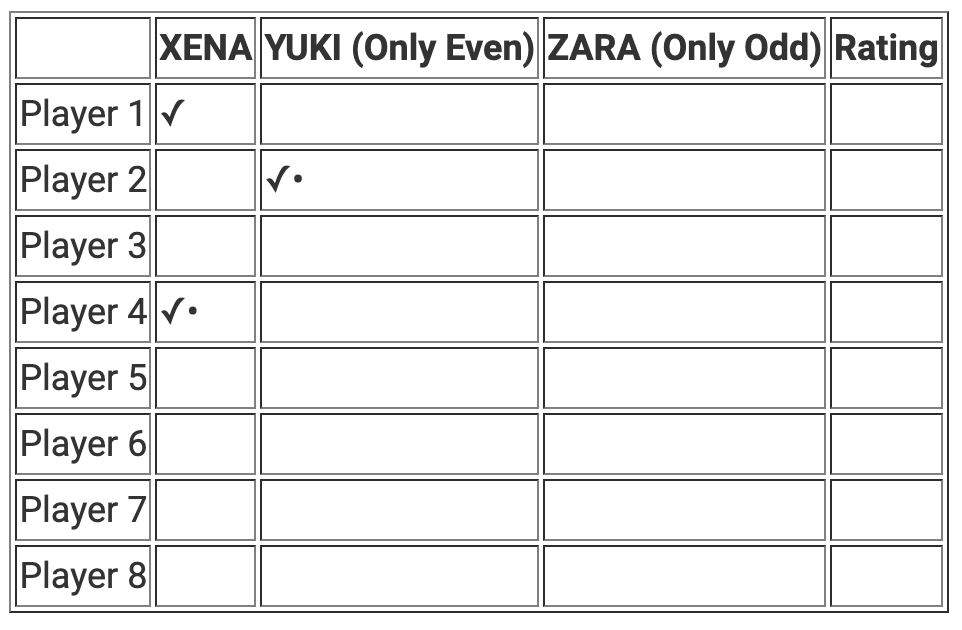 XENA YUKI (Only Even) ZARA (Only Odd) Rating
Player 1 ✓
Player 2 ✓•
Player 3
Player 4 ✓•
Player 5
Player 6
Player 7
Player 8